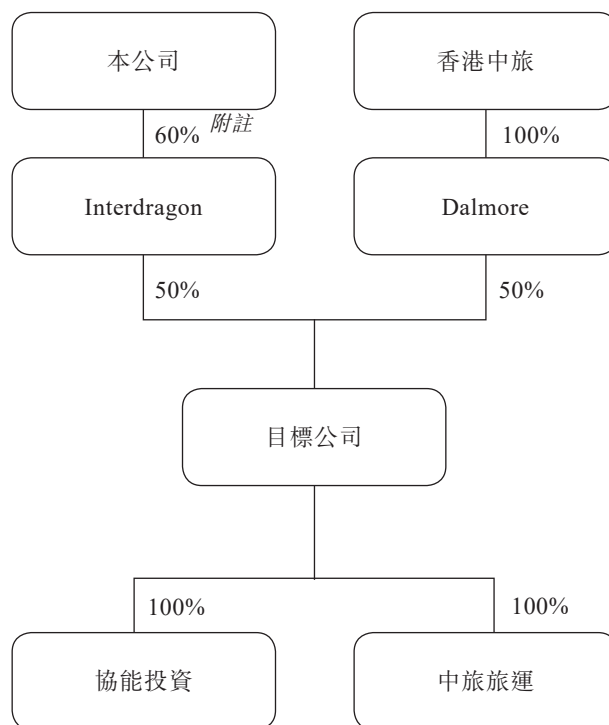 本公司
香港中旅
60% 附註
100%
Interdragon
Dalmore
50%
50%
目標公司
100%
100%
協能投資
中旅旅運